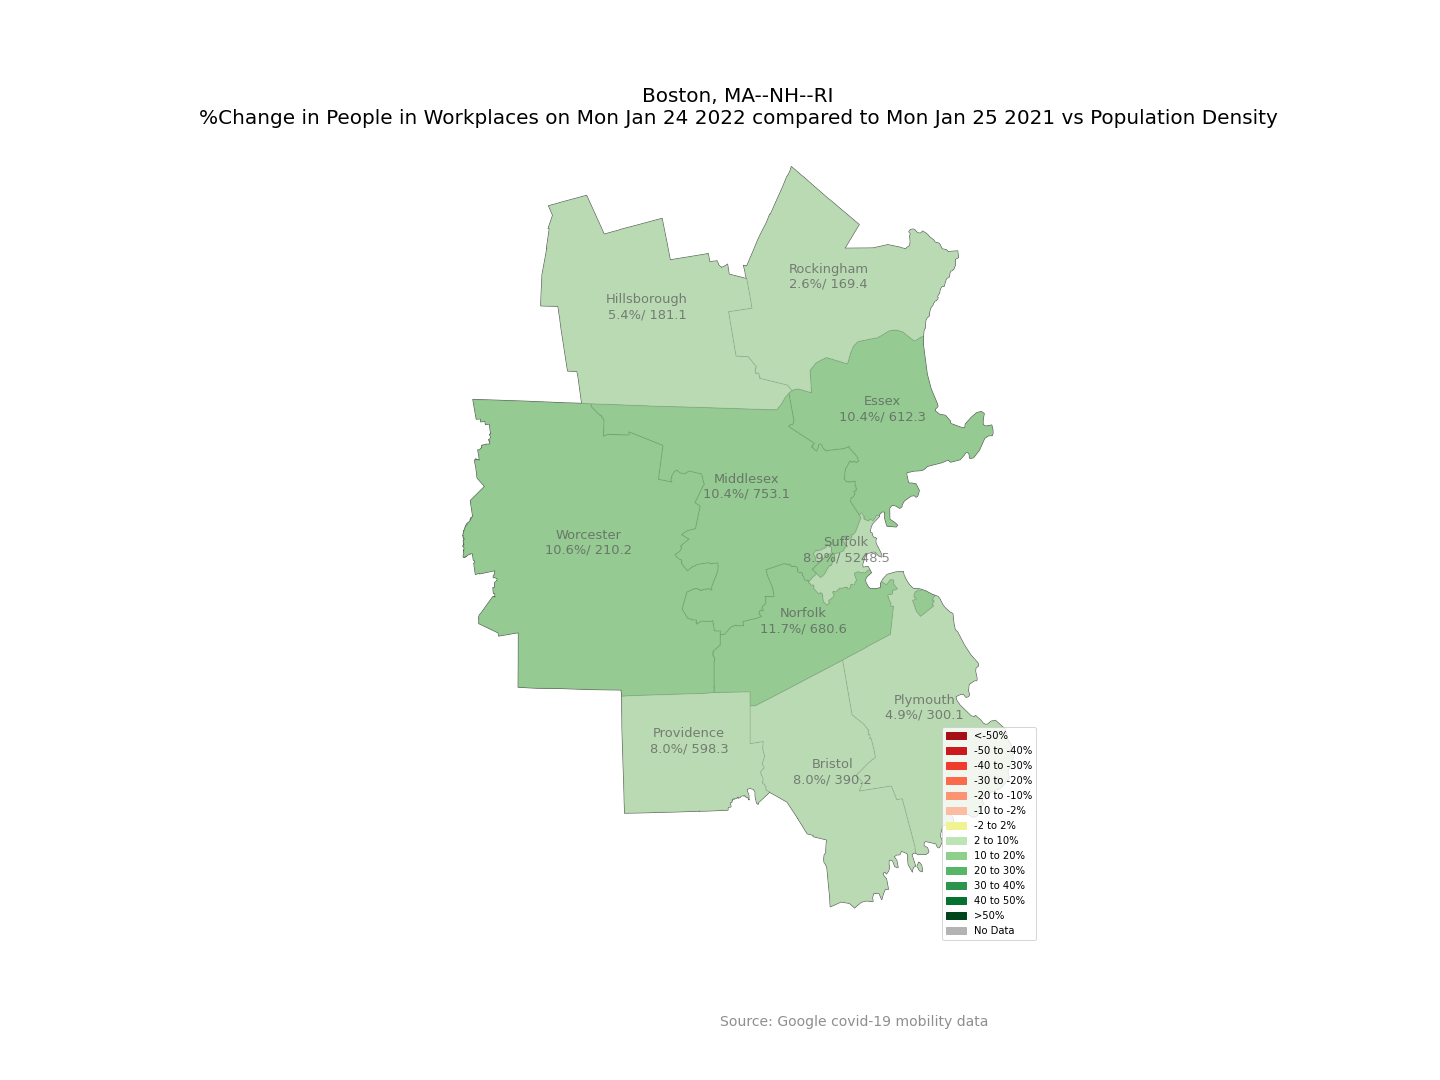 Boston, MA--NH--RI
%Change in People in Workplaces on Mon Jan 24 2022 compared to Mon Jan 25 2021 vs Population Density
Rockingham
2.6%/ 169.4
Hillsborough
5.4%/ 181.1
Essex
10.4%/ 612.3
Middlesex
10.4%/ 753.1
Worcester
10.6%/ 210.2
Suffolk
8.9%/ 5248.5
Norfolk
11.7%/ 680.6
Plymouth
4.9%/ 300.1
Providence
8.0%/ 598.3
Bristol
8.0%/ 390.2
<-50%
-50 to -40%
-40 to -30%
-30 to -20%
-20 to -10%
-10 to -2%
-2 to 2%
2 to 10%
10 to 20%
20 to 30%
30 to 40%
40 to 50%
>50%
No Data
Source: Google covid-19 mobility data